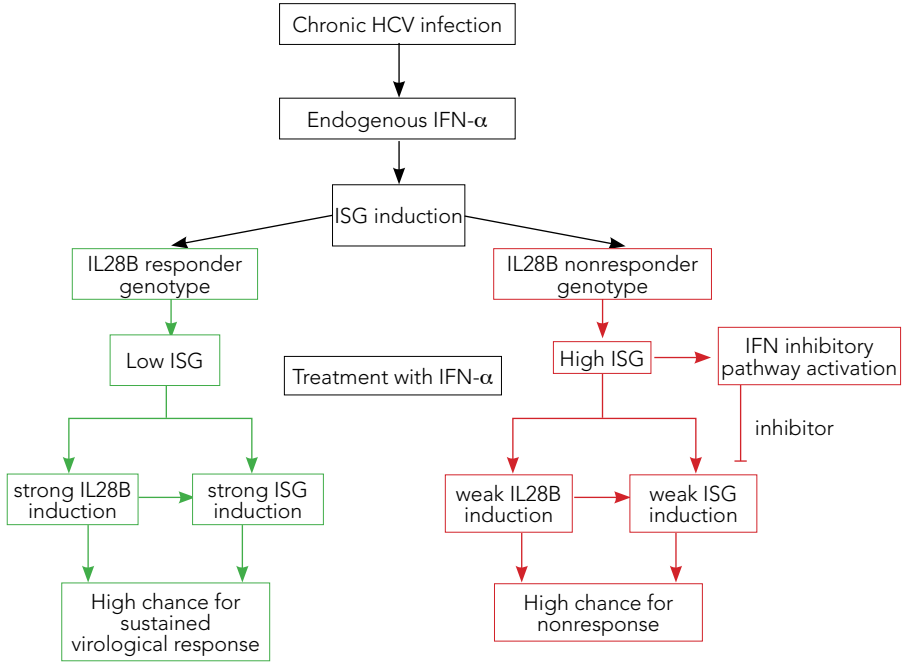 Chronic HCV infection
Endogenous IFN-α
ISG induction
IL28B responder
genotype
IL28B nonresponder
genotype
Low ISG
Treatment with IFN-α
High ISG
IFN inhibitory
pathway activation
inhibitor
strong IL28B
induction
strong ISG
induction
weak IL28B
induction
weak ISG
induction
High chance for
sustained
virological response
High chance for
nonresponse